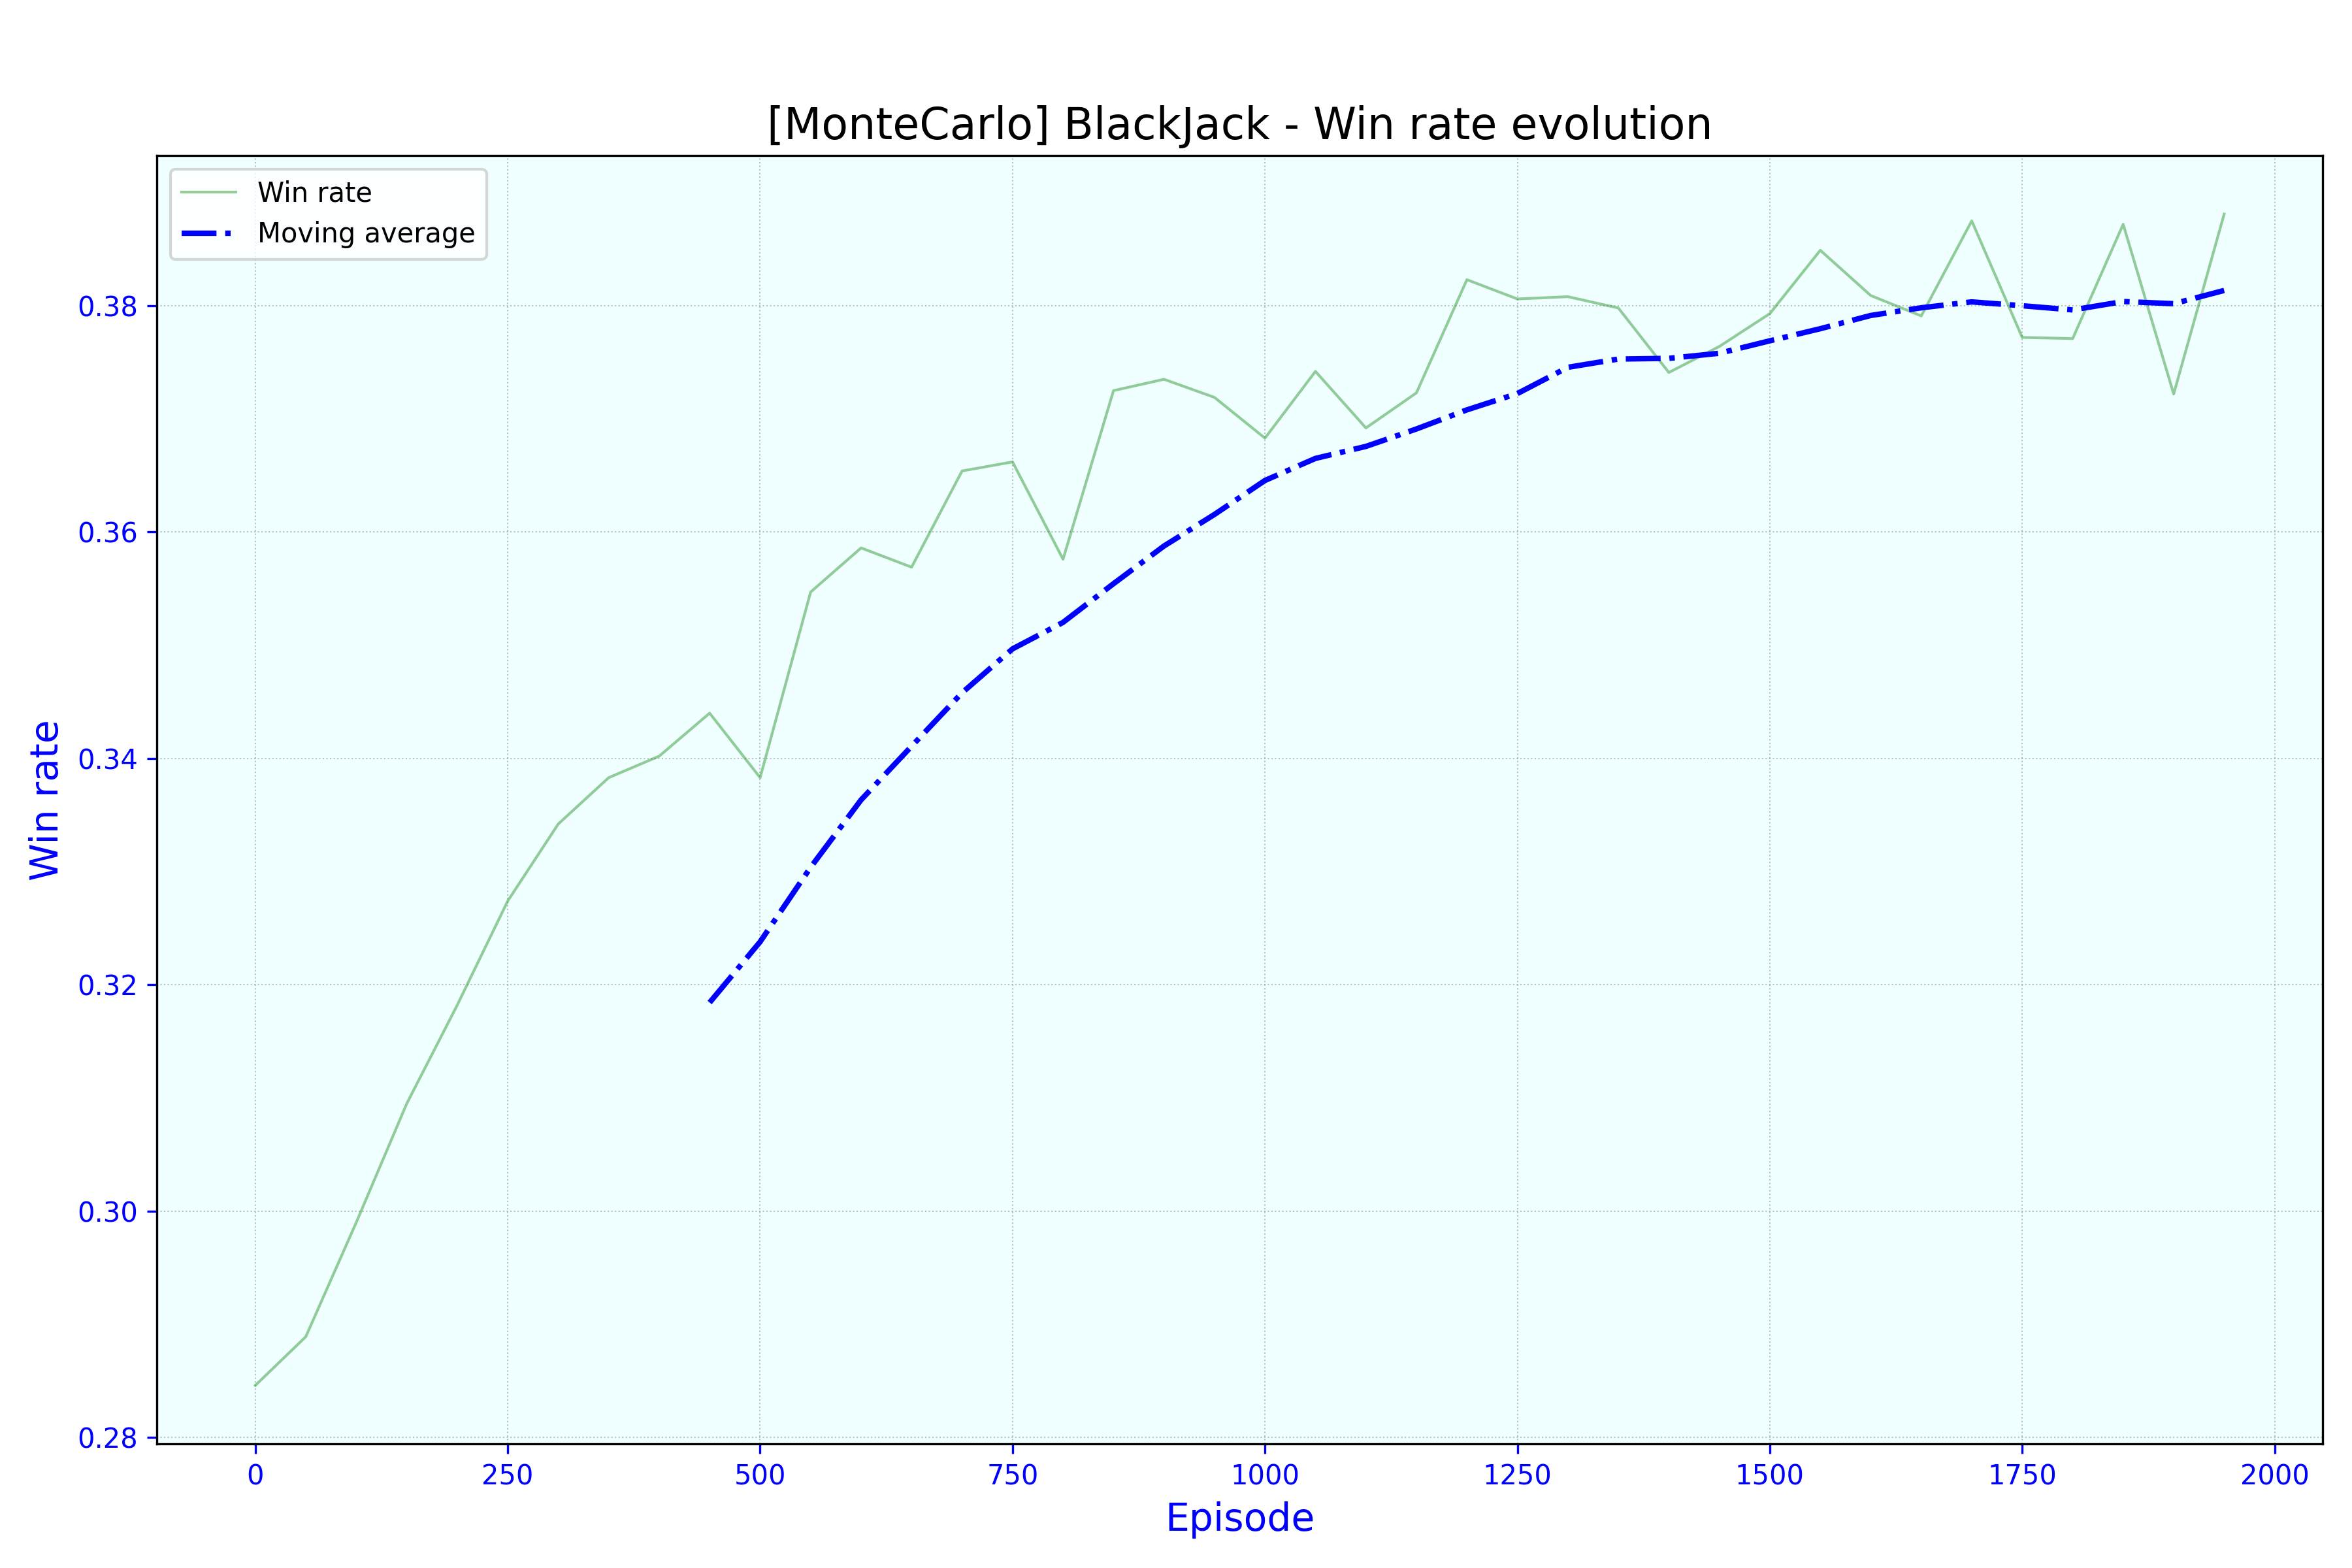 [MonteCarlo] BlackJack - Win rate evolution
Win rate
Moving average
0.38
0.36
0.34
0.32
0.30
0.28
Win rate
0 250 500 750 1000 1250 1500 1750 2000
Episode